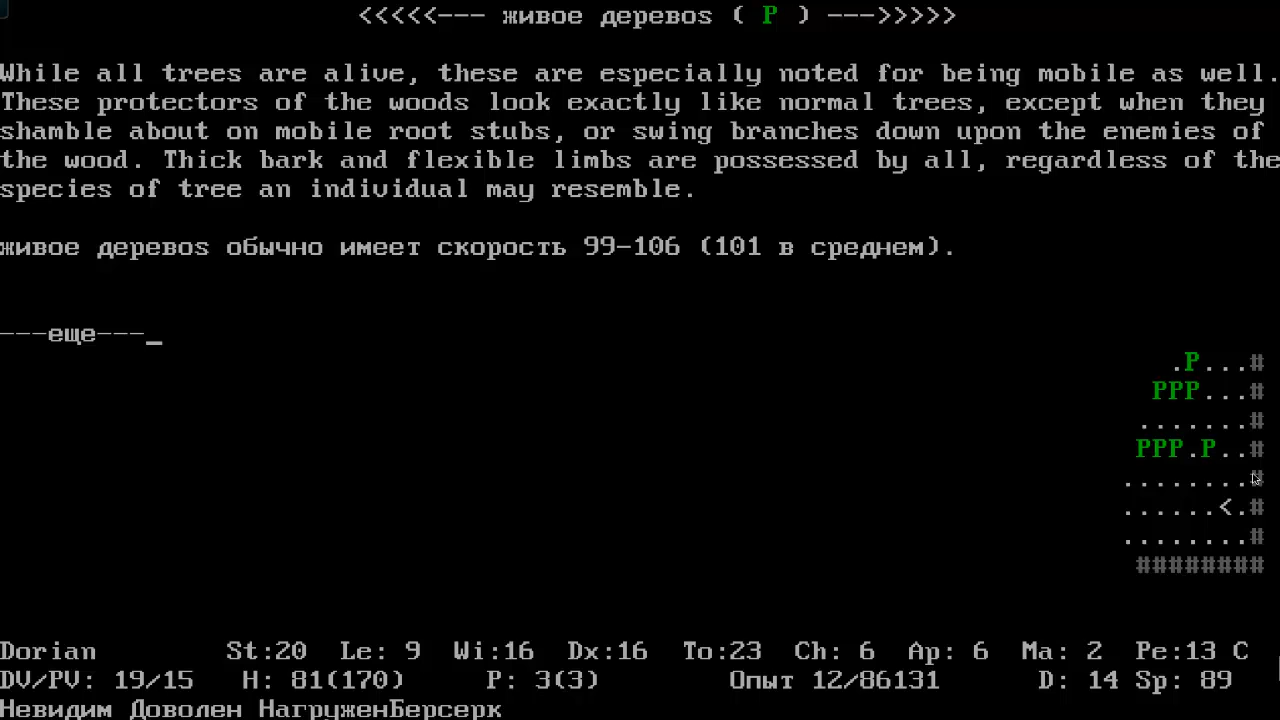 <<<<<--- живое деревоs ( P ) --->>>>>
While all trees are alive, these are especially noted for being mobile as well.
These protectors of the woods look exactly like normal trees, except when they
shamble about on mobile root stubs, or swing branches down upon the enemies of
the wood. Thick bark and flexible limbs are possessed by all, regardless of the
species of tree an individual may resemble.
живое деревоs обычно имеет скорость 99-106 (101 в среднем).
---еще---_
.P...#
PPP...#
.......#
PPP.P..#
........#
......<.#
........#
########
Dorian St:20 Le: 9 Wi:16 Dx:16 To:23 Ch: 6 Ap: 6 Ma: 2 Pe:13 C
DV/PV: 19/15 H: 81(170) P: 3(3) Опыт 12/86131 D: 14 Sp: 89
Невидим Доволен НагруженБерсерк